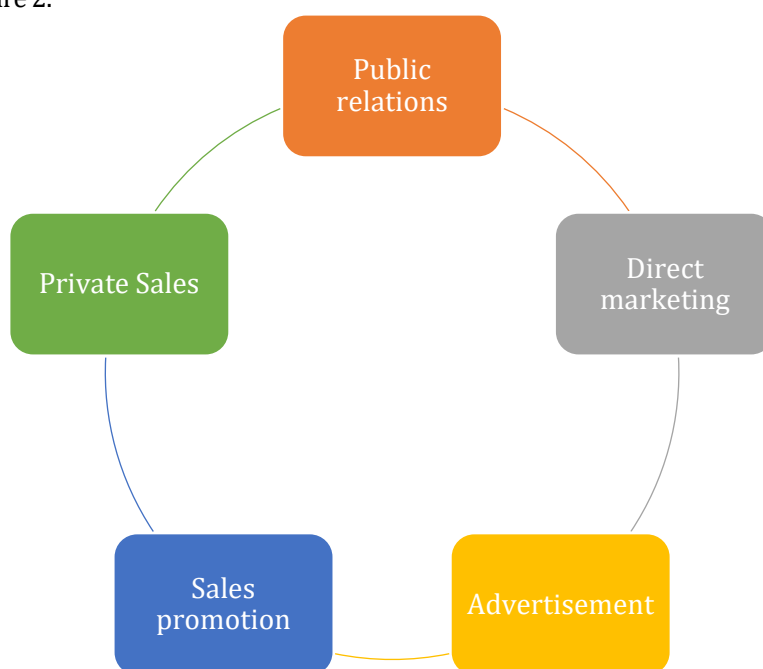 Public
relations
Private Sales
Direct
marketing
Sales
promotion
Advertisement